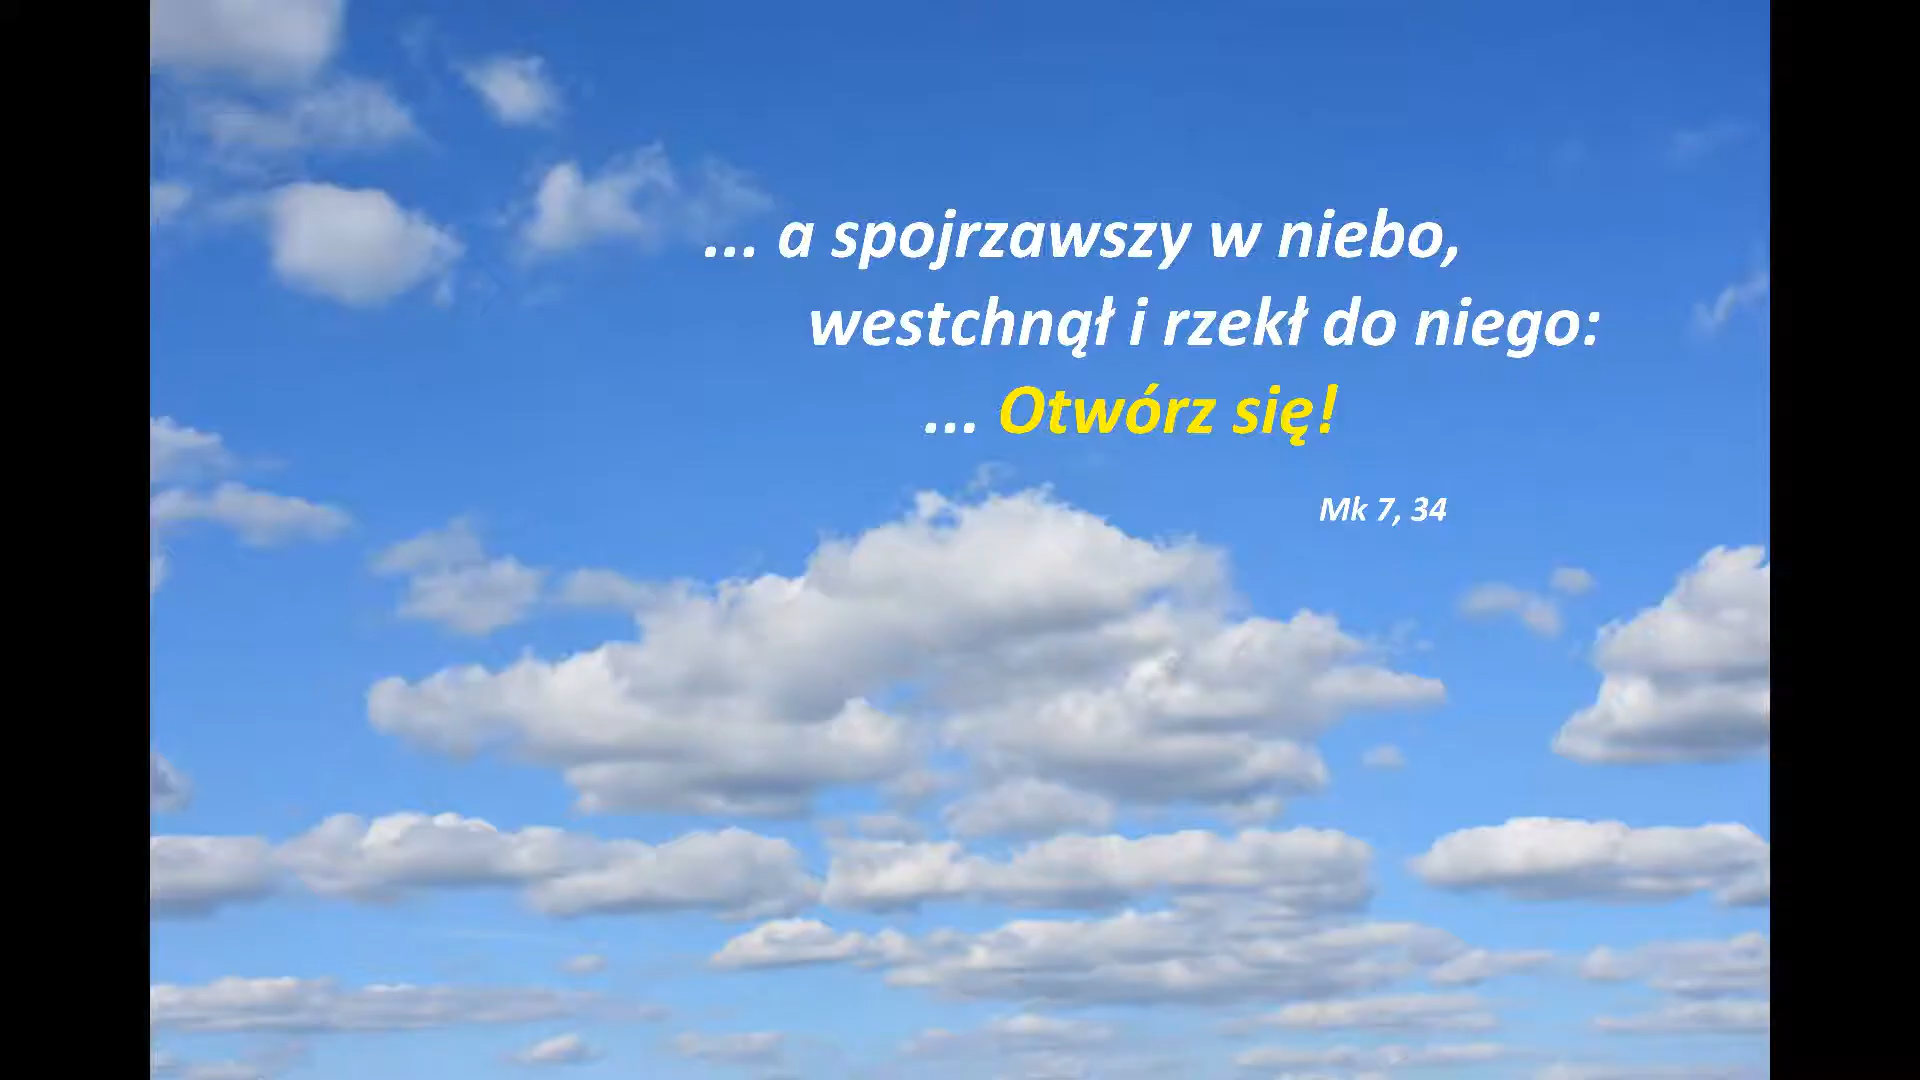 ... a spojrzawszy w niebo,
westchnął i rzekł do niego:
... Otwórz się!
Mk 7, 34